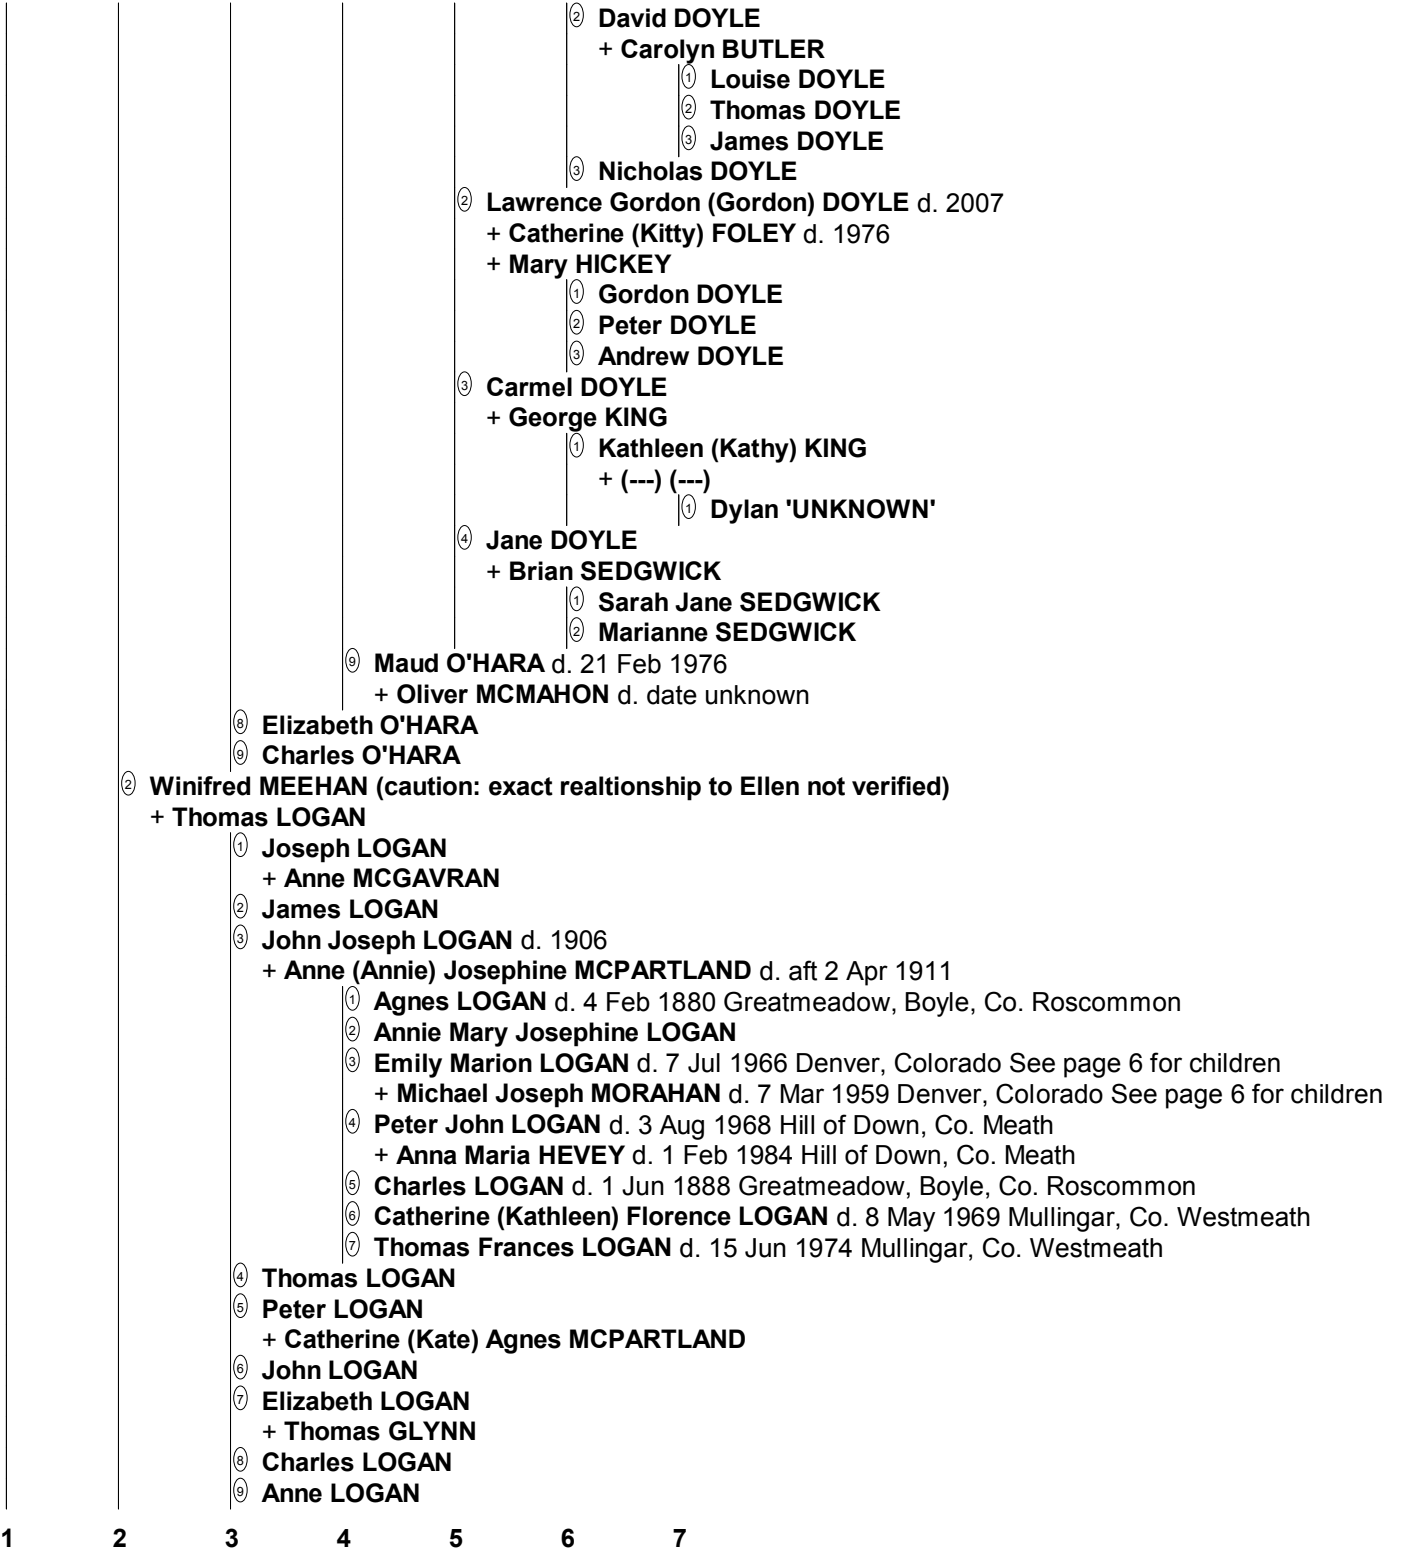 ② David DOYLE
+ Carolyn BUTLER
① Louise DOYLE
② Thomas DOYLE
③ James DOYLE
③ Nicholas DOYLE
② Lawrence Gordon (Gordon) DOYLE d. 2007
+ Catherine (Kitty) FOLEY d. 1976
+ Mary HICKEY
① Gordon DOYLE
② Peter DOYLE
③ Andrew DOYLE
③ Carmel DOYLE
+ George KING
① Kathleen (Kathy) KING
+ (---) (---)
① Dylan 'UNKNOWN'
④ Jane DOYLE
+ Brian SEDGWICK
① Sarah Jane SEDGWICK
② Marianne SEDGWICK
⑨ Maud O'HARA d. 21 Feb 1976
+ Oliver MCMAHON d. date unknown
⑧ Elizabeth O'HARA
⑨ Charles O'HARA
② Winifred MEEHAN (caution: exact realtionship to Ellen not verified)
+ Thomas LOGAN
① Joseph LOGAN
+ Anne MCGAVRAN
② James LOGAN
③ John Joseph LOGAN d. 1906
+ Anne (Annie) Josephine MCPARTLAND d. aft 2 Apr 1911
① Agnes LOGAN d. 4 Feb 1880 Greatmeadow, Boyle, Co. Roscommon
② Annie Mary Josephine LOGAN
③ Emily Marion LOGAN d. 7 Jul 1966 Denver, Colorado See page 6 for children
+ Michael Joseph MORAHAN d. 7 Mar 1959 Denver, Colorado See page 6 for children
④ Peter John LOGAN d. 3 Aug 1968 Hill of Down, Co. Meath
+ Anna Maria HEVEY d. 1 Feb 1984 Hill of Down, Co. Meath
⑤ Charles LOGAN d. 1 Jun 1888 Greatmeadow, Boyle, Co. Roscommon
⑥ Catherine (Kathleen) Florence LOGAN d. 8 May 1969 Mullingar, Co. Westmeath
⑦ Thomas Frances LOGAN d. 15 Jun 1974 Mullingar, Co. Westmeath
④ Thomas LOGAN
⑤ Peter LOGAN
+ Catherine (Kate) Agnes MCPARTLAND
⑥ John LOGAN
⑦ Elizabeth LOGAN
+ Thomas GLYNN
⑧ Charles LOGAN
⑨ Anne LOGAN
1 2 3 4 5 6 7